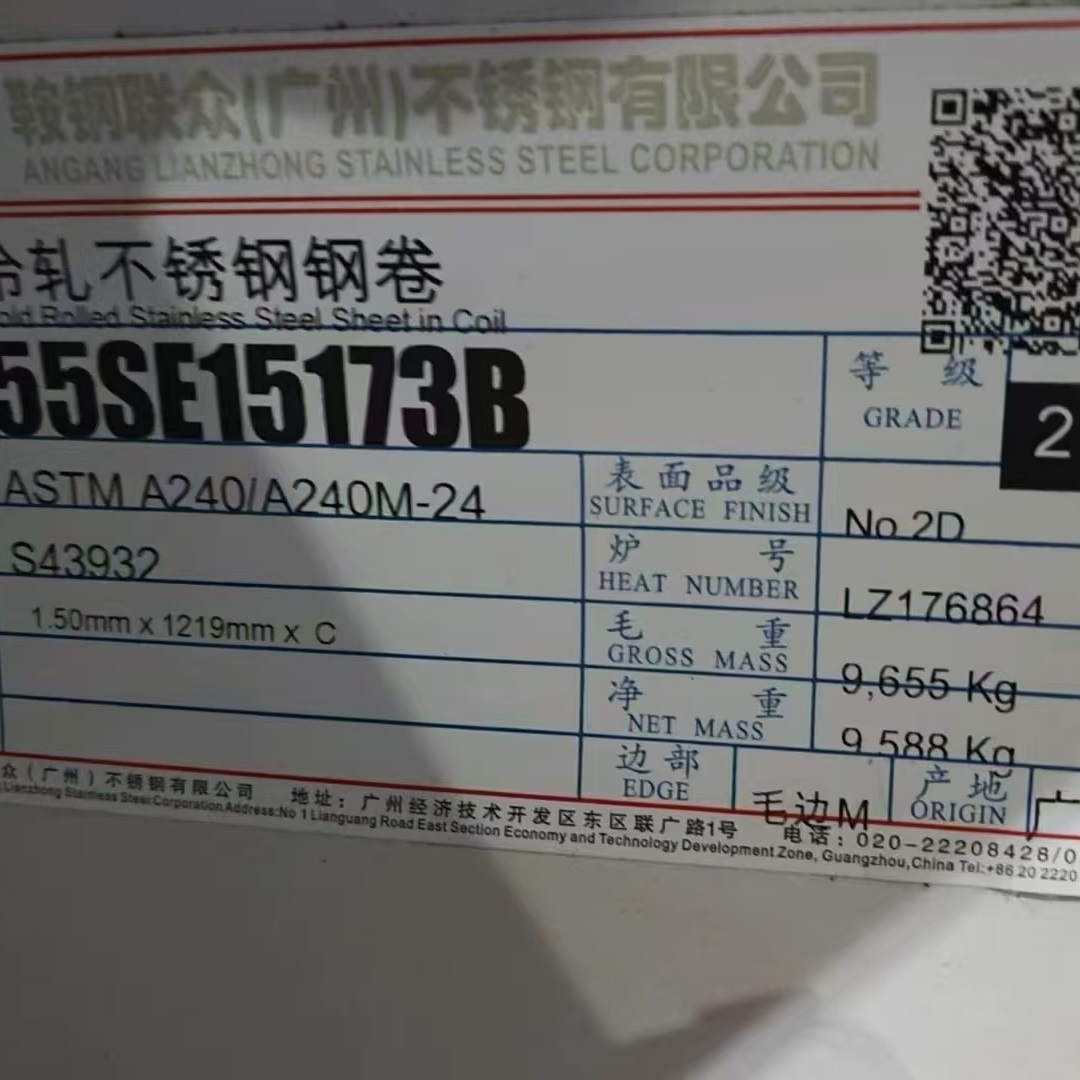 鞍钢联众(广州)不锈钢有限公司
ANGANG LIANZHONG STAINLESS STEEL CORPORATION
冷轧不锈钢钢卷
old Rolled Stainless Steel Sheet in Coil
55SE15173B
等 级
GRADE
2
ASTM A240/A240M-24
表面品级
SURFACE FINISH
No.2D
S43932
炉 号
HEAT NUMBER
LZ176864
1.50mm x 1219mm x C
毛 重
GROSS MASS
9,655 Kg
净 重
NET MASS
9,588 Kg
边部
EDGE
毛边M
产地
ORIGIN
广
众（广州）不锈钢有限公司 地址：广州经济技术开发区东区联广路1号 电话：020-22208428/0
Lianzhong Stainless Steel Corporation Address:No 1 Lianguang Road East Section Economy and Technology Development Zone, Guangzhou,China Tel:+86 20 2220